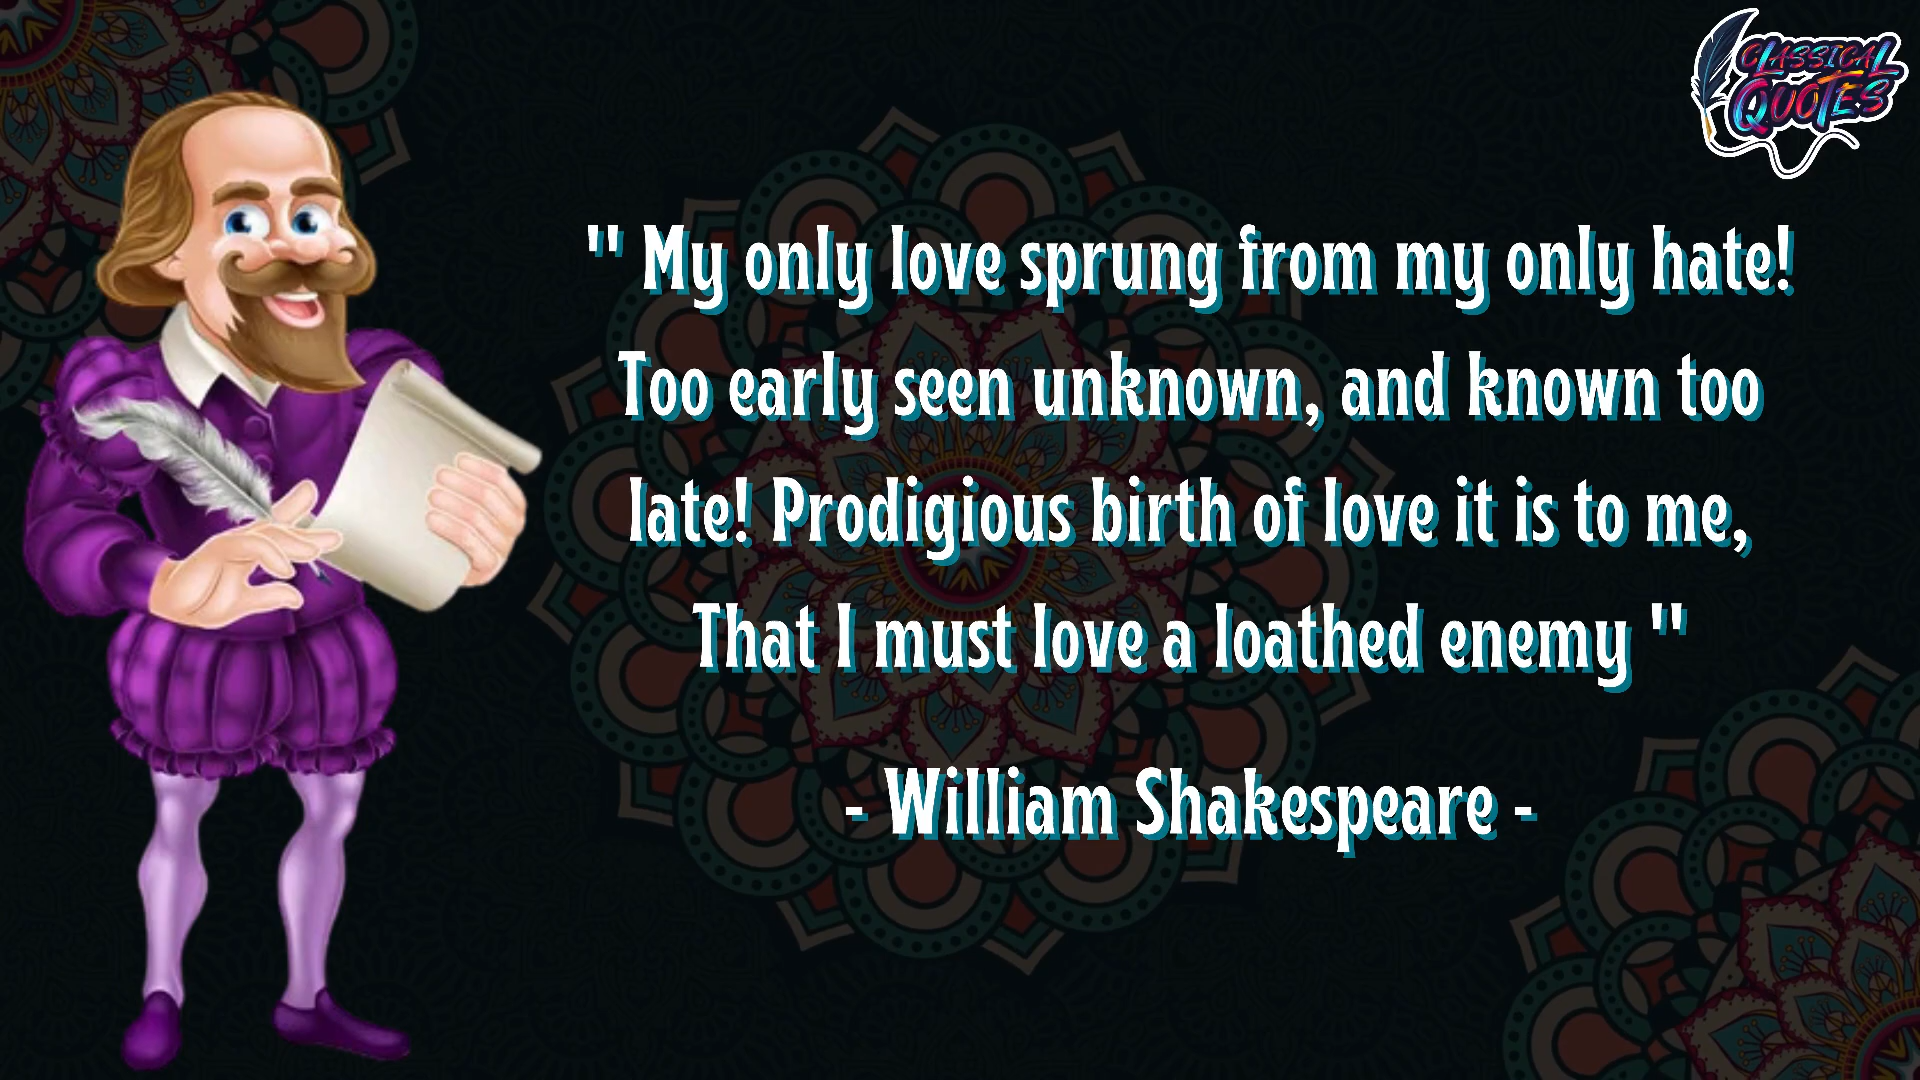 CLASSICAL
QUOTES
" My only love sprung from my only hate!
Too early seen unknown, and known too
late! Prodigious birth of love it is to me,
That I must love a loathed enemy "
- William Shakespeare -